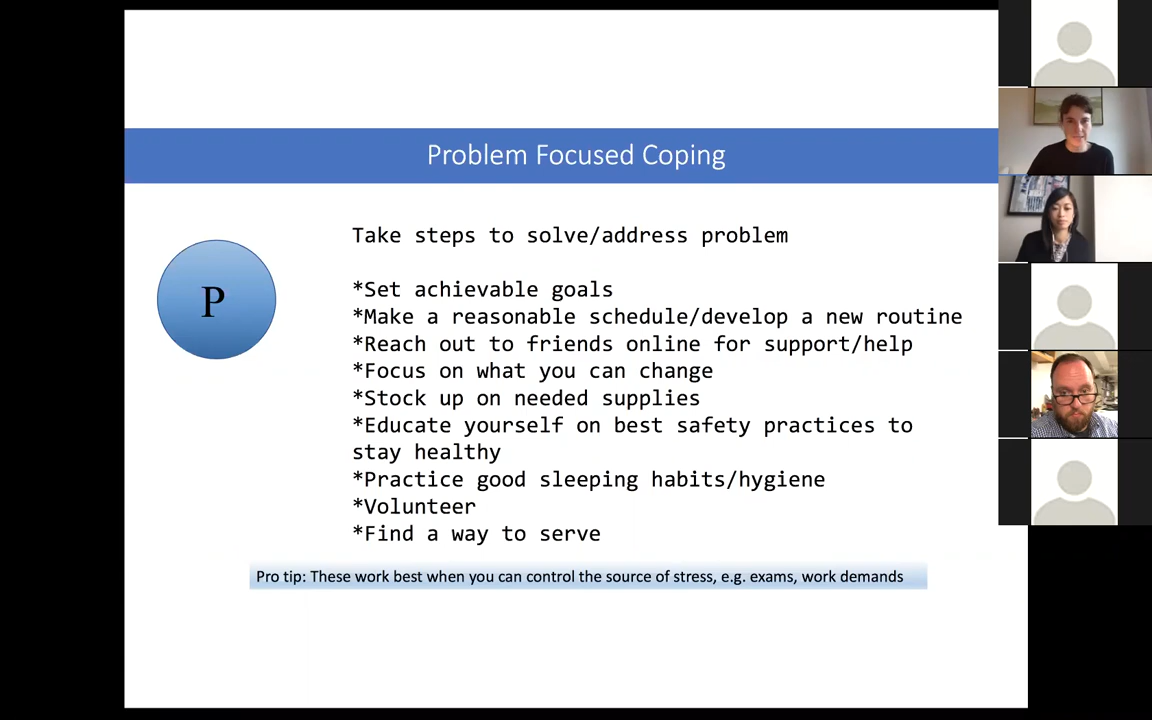 Problem Focused Coping
P
Take steps to solve/address problem
*Set achievable goals
*Make a reasonable schedule/develop a new routine
*Reach out to friends online for support/help
*Focus on what you can change
*Stock up on needed supplies
*Educate yourself on best safety practices to
stay healthy
*Practice good sleeping habits/hygiene
*Volunteer
*Find a way to serve
Pro tip: These work best when you can control the source of stress, e.g. exams, work demands